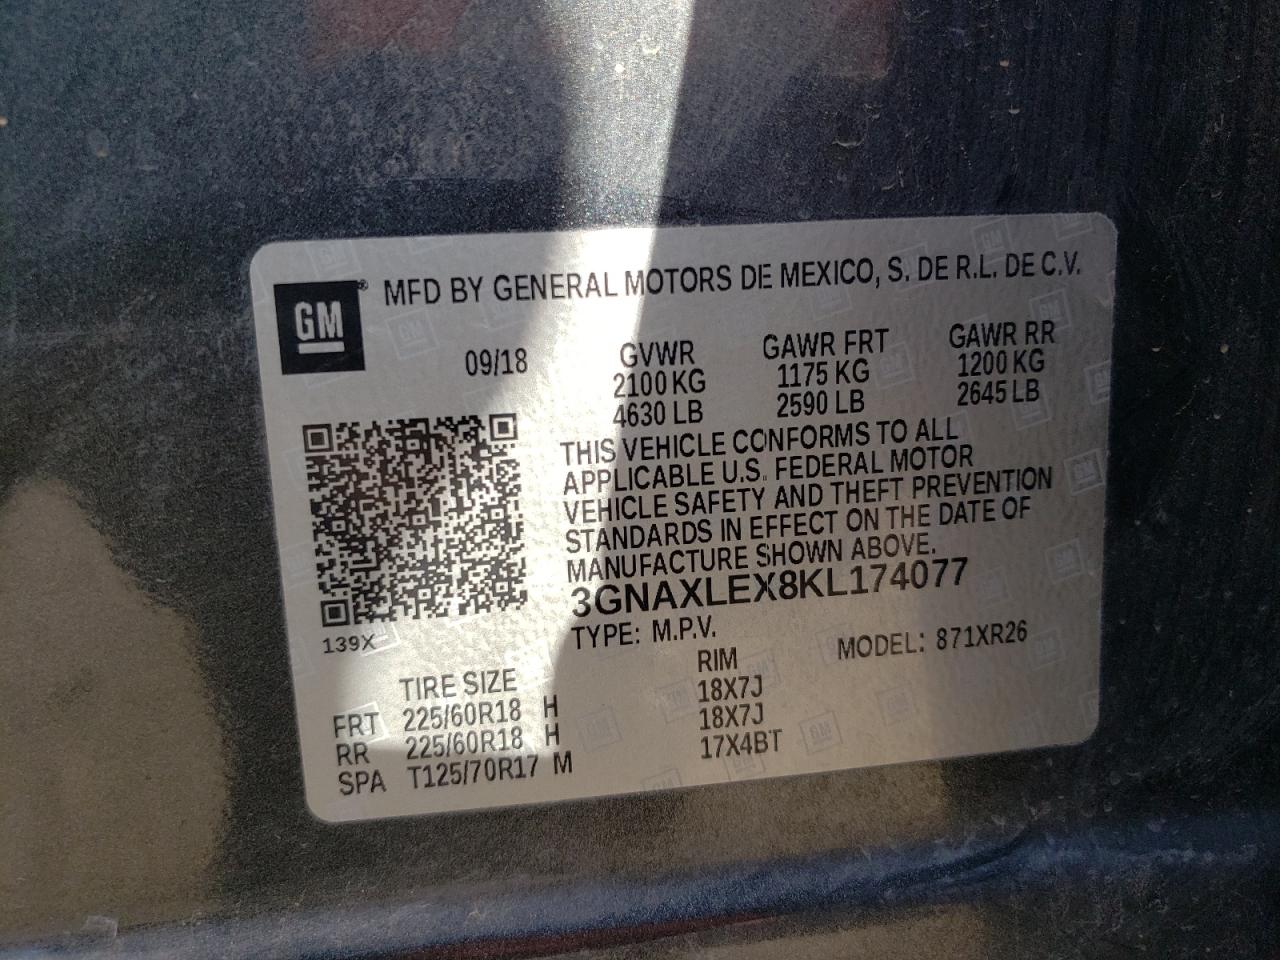 GM® MFD BY GENERAL MOTORS DE MEXICO, S. DE R.L. DE C.V.
09/18 GVWR GAWR FRT GAWR RR
2100 KG 1175 KG 1200 KG
4630 LB 2590 LB 2645 LB
THIS VEHICLE CONFORMS TO ALL
APPLICABLE U.S. FEDERAL MOTOR
VEHICLE SAFETY AND THEFT PREVENTION
STANDARDS IN EFFECT ON THE DATE OF
MANUFACTURE SHOWN ABOVE.
3GNAXLEX8KL174077
139X TYPE: M.P.V. MODEL: 871XR26
TIRE SIZE RIM
FRT 225/60R18 H 18X7J
RR 225/60R18 H 18X7J
SPA T125/70R17 M 17X4BT